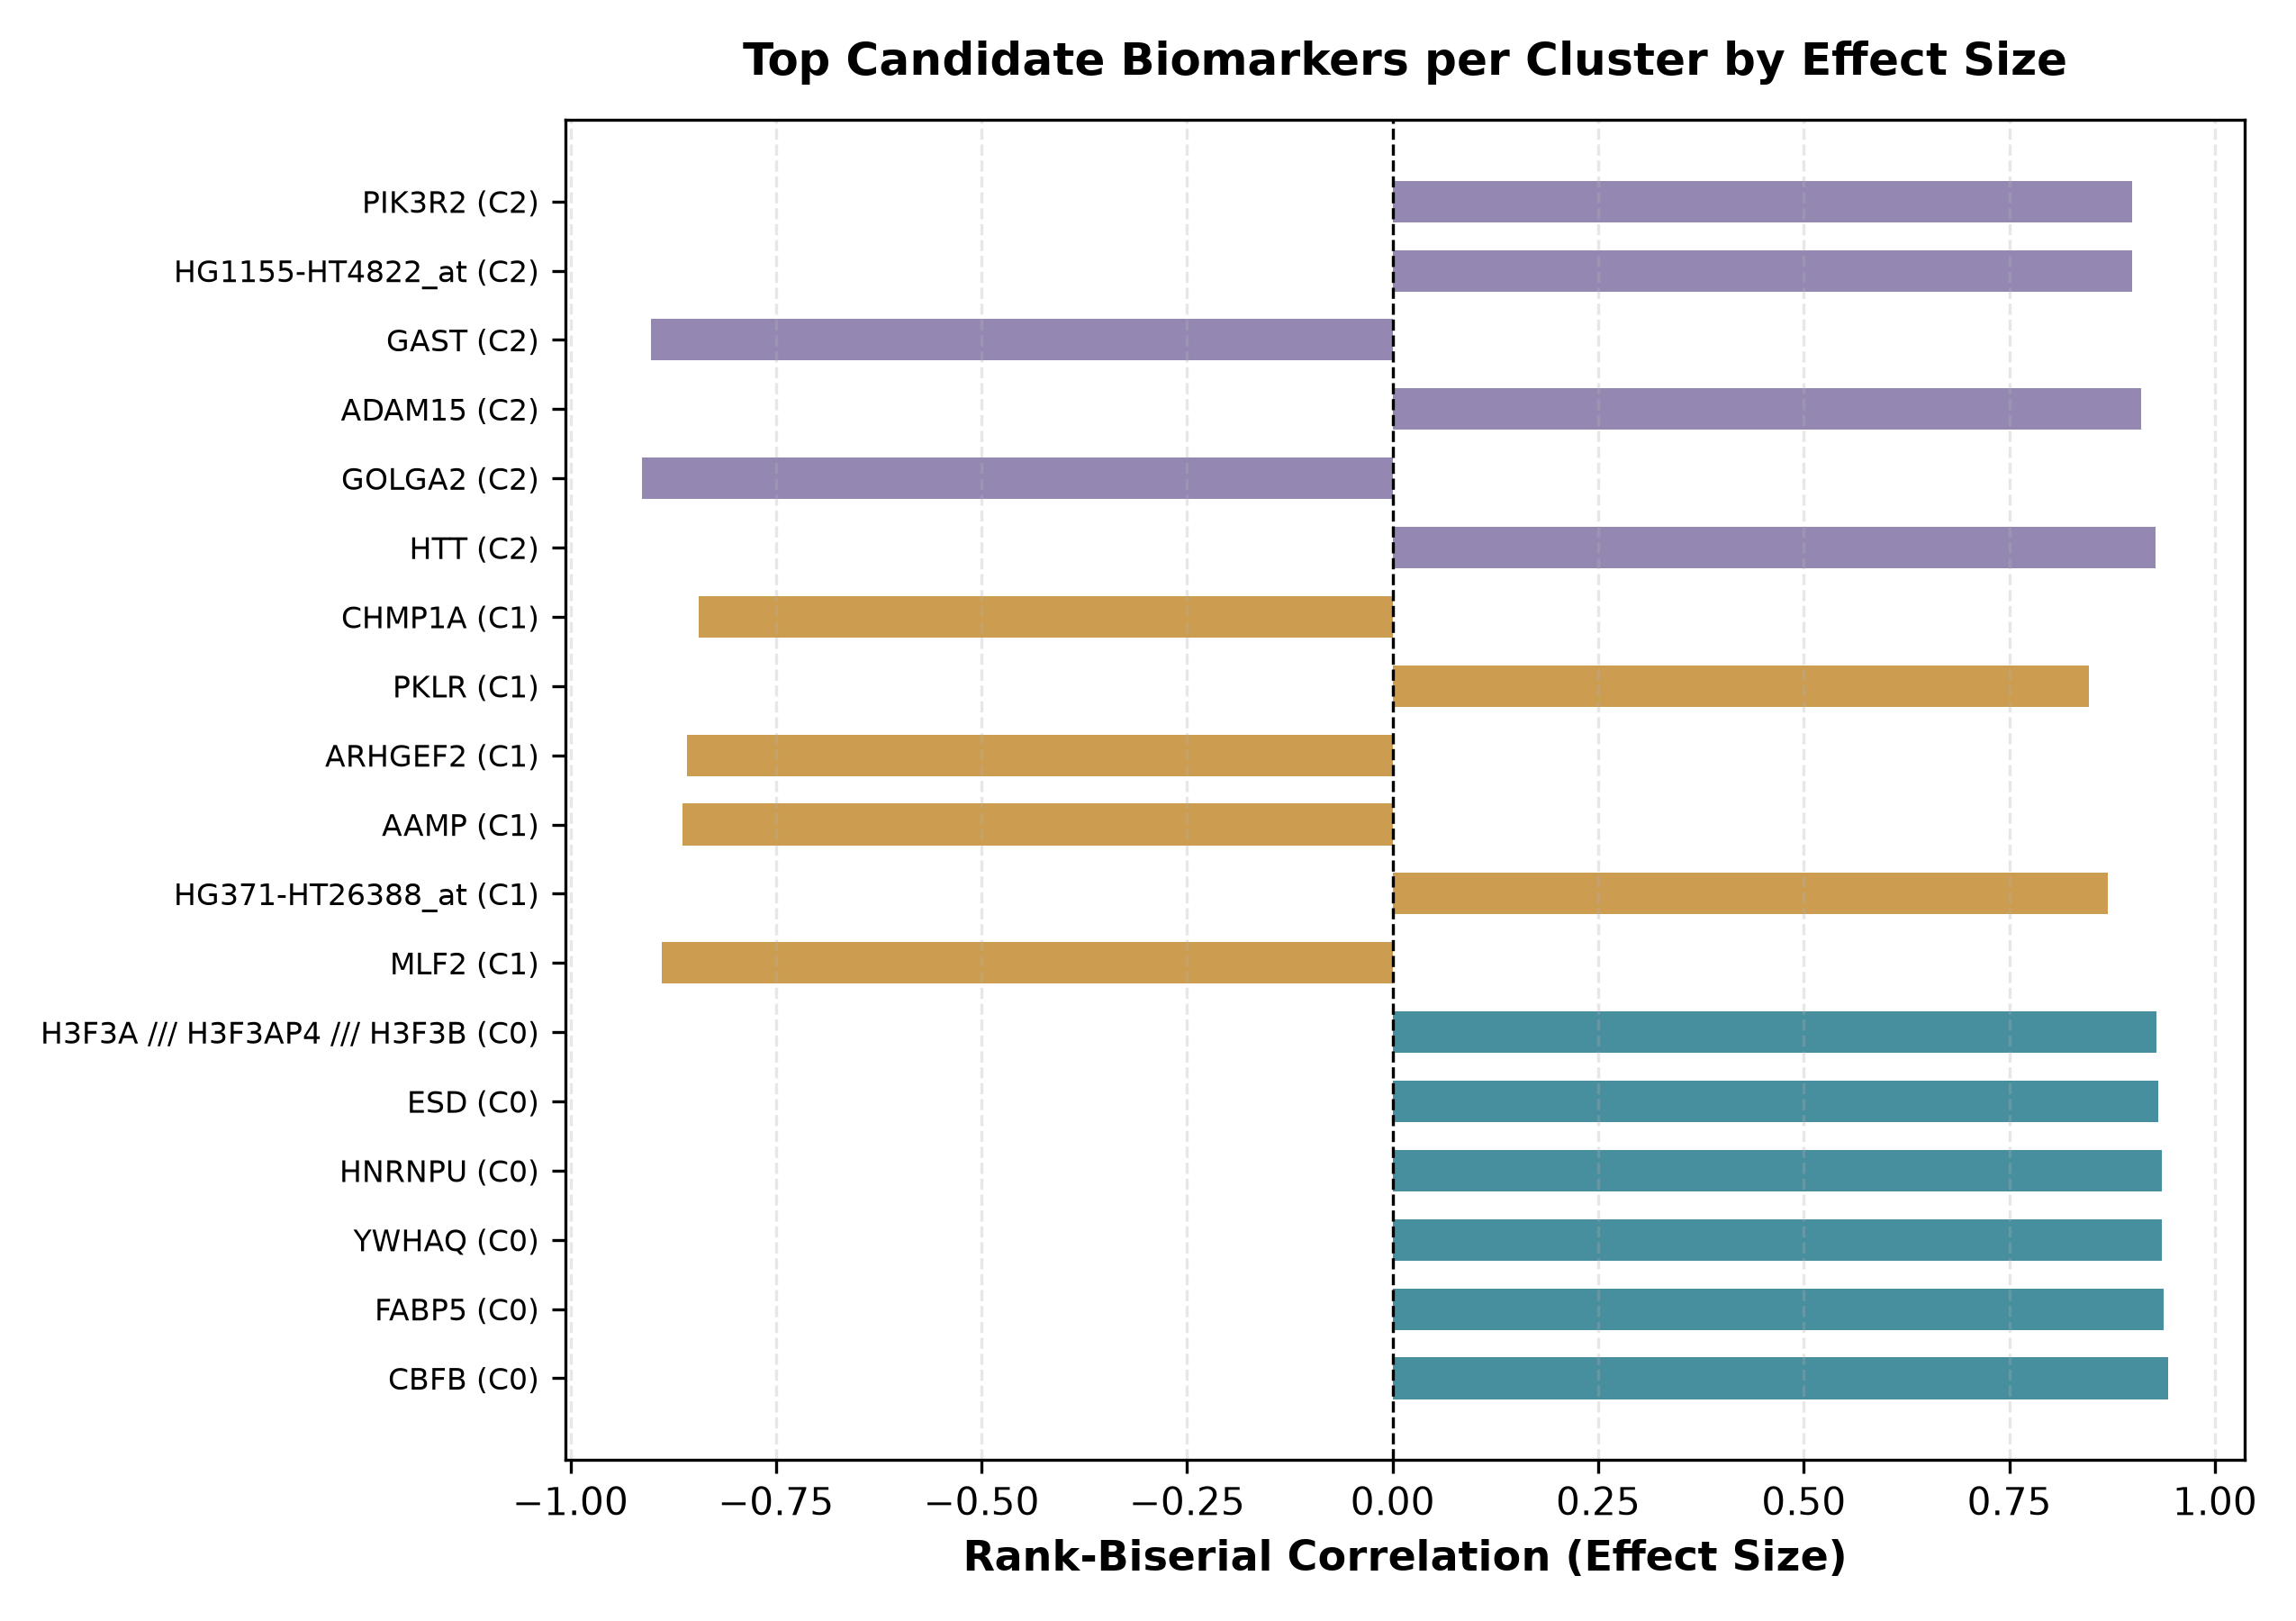 Top Candidate Biomarkers per Cluster by Effect Size
PIK3R2 (C2)
HG1155-HT4822_at (C2)
GAST (C2)
ADAM15 (C2)
GOLGA2 (C2)
HTT (C2)
CHMP1A (C1)
PKLR (C1)
ARHGEF2 (C1)
AAMP (C1)
HG371-HT26388_at (C1)
MLF2 (C1)
H3F3A /// H3F3AP4 /// H3F3B (C0)
ESD (C0)
HNRNPU (C0)
YWHAQ (C0)
FABP5 (C0)
CBFB (C0)
−1.00 −0.75 −0.50 −0.25 0.00 0.25 0.50 0.75 1.00
Rank-Biserial Correlation (Effect Size)